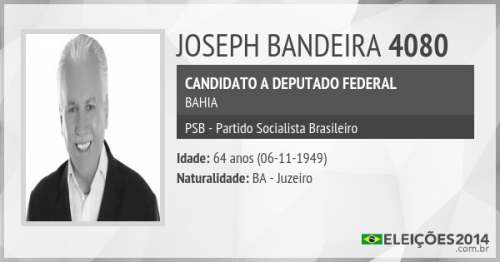 JOSEPH BANDEIRA 4080
CANDIDATO A DEPUTADO FEDERAL
BAHIA
PSB - Partido Socialista Brasileiro
Idade: 64 anos (06-11-1949)
Naturalidade: BA - Juzeiro
ELEIÇÕES2014
.com.br